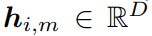 𝒉_{i,m} ∈ ℝ^D